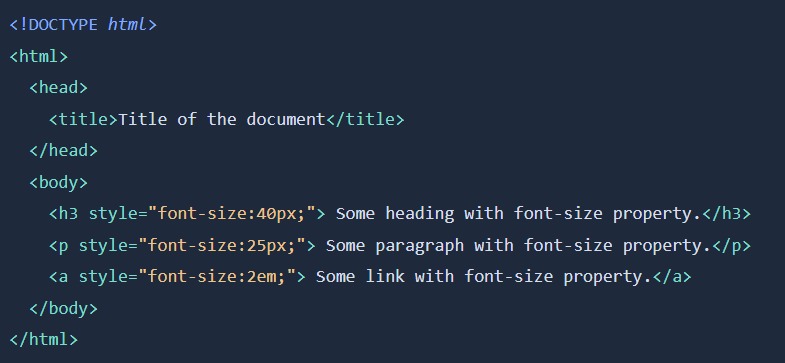 <!DOCTYPE html>
<html>
  <head>
    <title>Title of the document</title>
  </head>
  <body>
    <h3 style="font-size:40px;"> Some heading with font-size property.</h3>
    <p style="font-size:25px;"> Some paragraph with font-size property.</p>
    <a style="font-size:2em;"> Some link with font-size property.</a>
  </body>
</html>